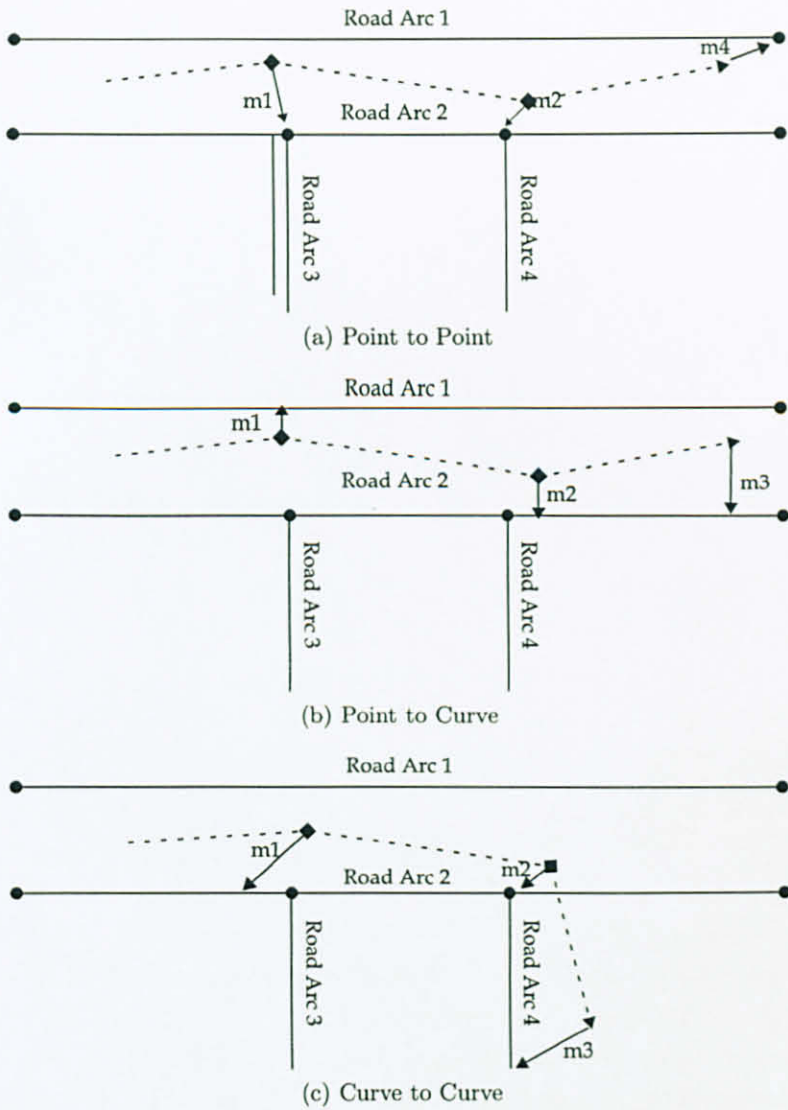 Road Arc 1
m4
m1
m2
Road Arc 2
Road Arc 3
Road Arc 4
(a) Point to Point
Road Arc 1
m1
Road Arc 2
m2
m3
Road Arc 3
Road Arc 4
(b) Point to Curve
Road Arc 1
m1
m2
Road Arc 2
Road Arc 3
Road Arc 4
m3
(c) Curve to Curve